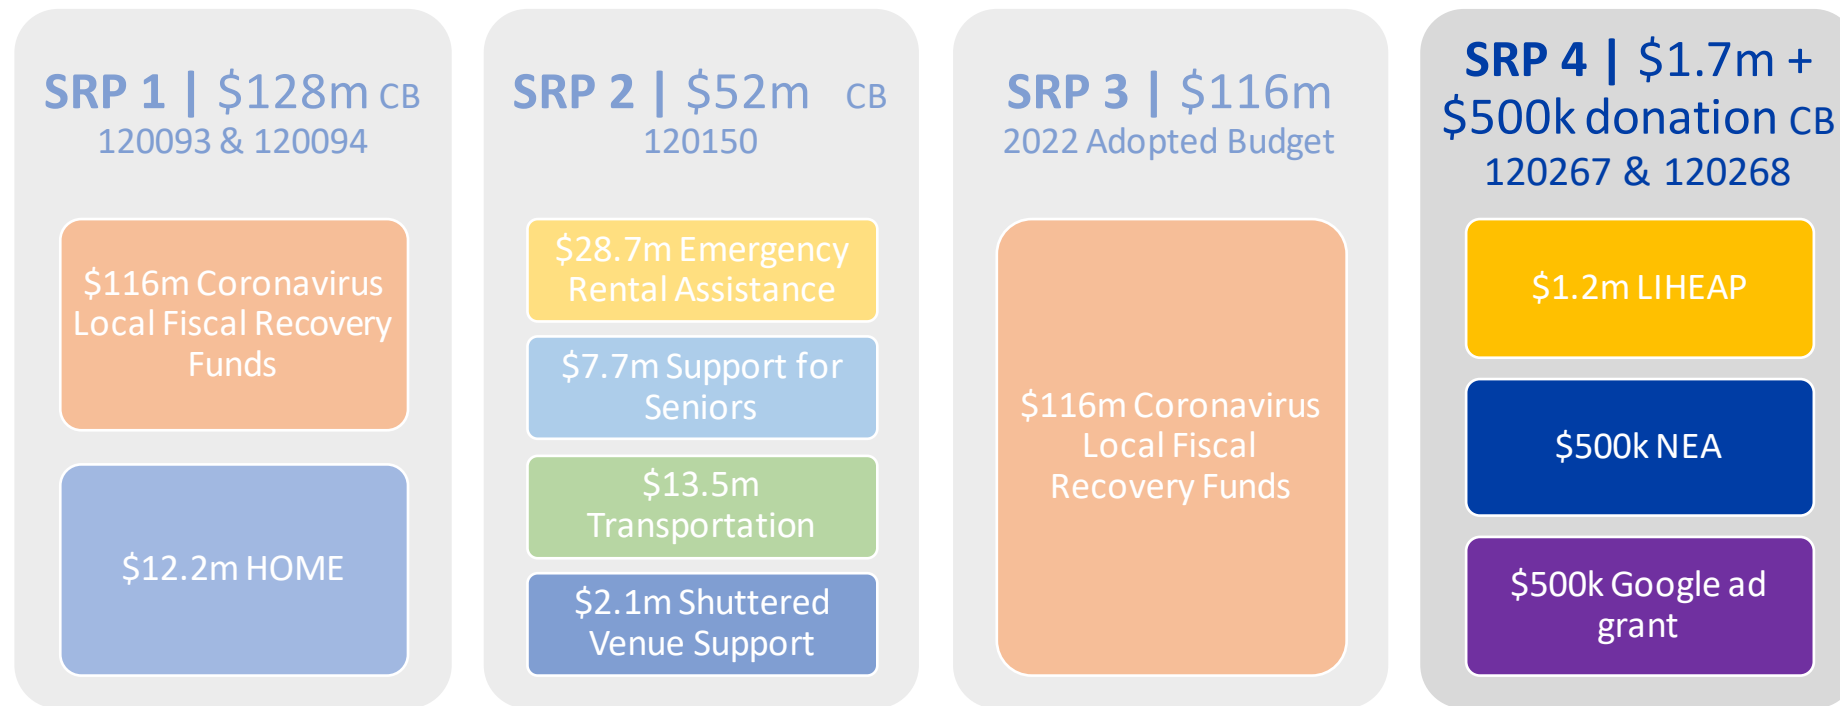 SRP 1 | $128m CB
120093 & 120094
$116m Coronavirus
Local Fiscal Recovery
Funds
$12.2m HOME
SRP 2 | $52m CB
120150
$28.7m Emergency
Rental Assistance
$7.7m Support for
Seniors
$13.5m
Transportation
$2.1m Shuttered
Venue Support
SRP 3 | $116m
2022 Adopted Budget
$116m Coronavirus
Local Fiscal
Recovery Funds
SRP 4 | $1.7m +
$500k donation CB
120267 & 120268
$1.2m LIHEAP
$500k NEA
$500k Google ad
grant